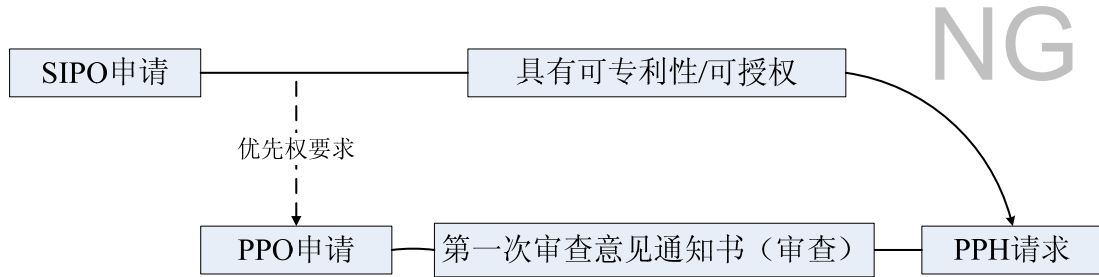 NG
SIPO申请
具有可专利性/可授权
优先权要求
PPO申请
第一次审查意见通知书（审查）
PPH请求